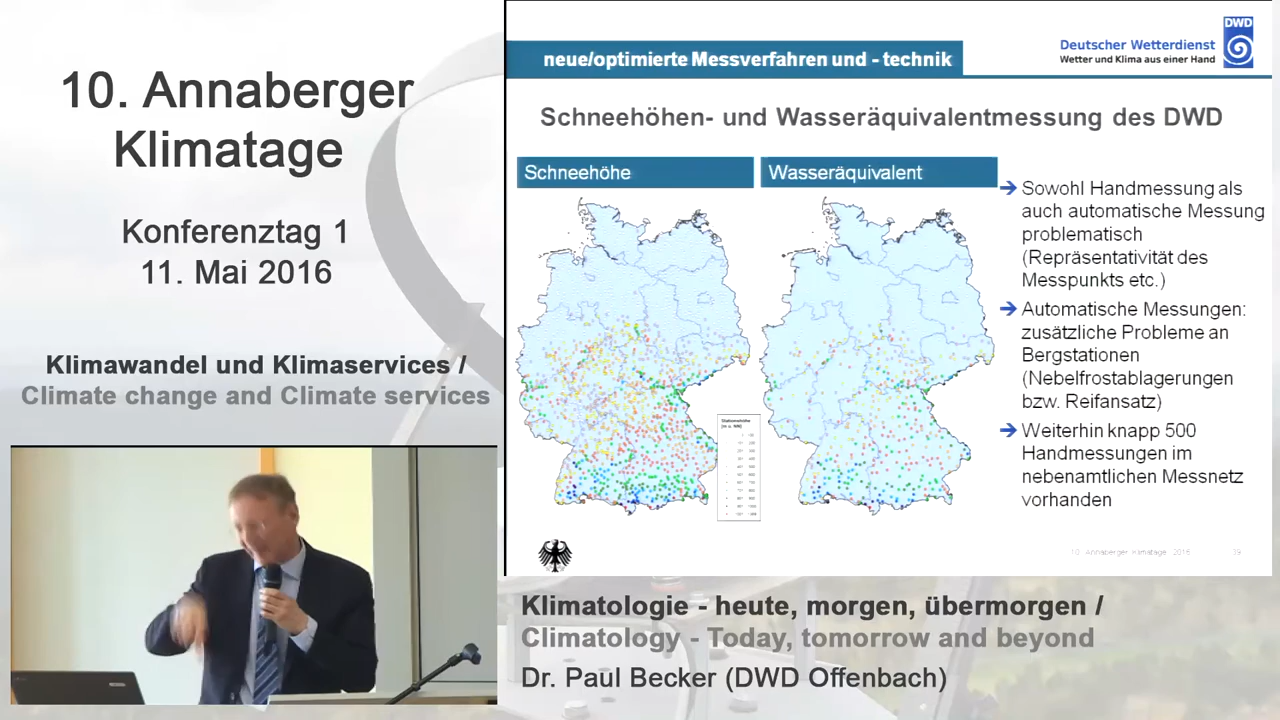 10. Annaberger
Klimatage
Konferenztag 1
11. Mai 2016
Klimawandel und Klimaservices /
Climate change and Climate services
neue/optimierte Messverfahren und - technik
DWD
Deutscher Wetterdienst
Wetter und Klima aus einer Hand
Schneehöhen- und Wasseräquivalentmessung des DWD
Schneehöhe
Wasseräquivalent
Sowohl Handmessung als
auch automatische Messung
problematisch
(Repräsentativität des
Messpunkts etc.)
Automatische Messungen:
zusätzliche Probleme an
Bergstationen
(Nebelfrostablagerungen
bzw. Reifansatz)
Weiterhin knapp 500
Handmessungen im
nebenamtlichen Messnetz
vorhanden
10. Annaberger Klimatage 2016
39
Klimatologie - heute, morgen, übermorgen /
Climatology - Today, tomorrow and beyond
Dr. Paul Becker (DWD Offenbach)